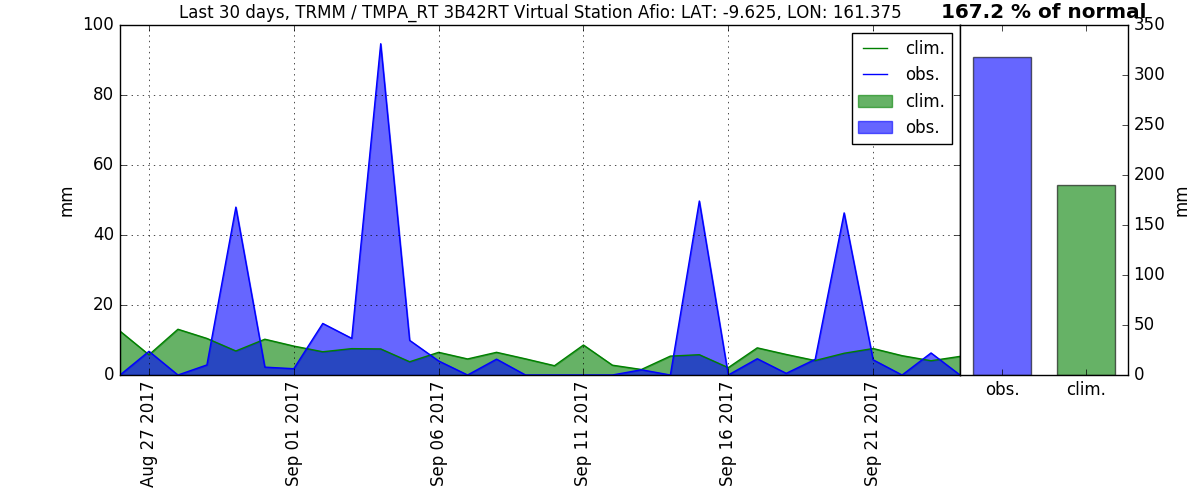 Last 30 days, TRMM / TMPA_RT 3B42RT Virtual Station Afio: LAT: -9.625, LON: 161.375
167.2 % of normal
100
80
60
40
20
0
mm
clim.
obs.
clim.
obs.
350
300
250
200
150
100
50
0
mm
Aug 27 2017
Sep 01 2017
Sep 06 2017
Sep 11 2017
Sep 16 2017
Sep 21 2017
obs.
clim.